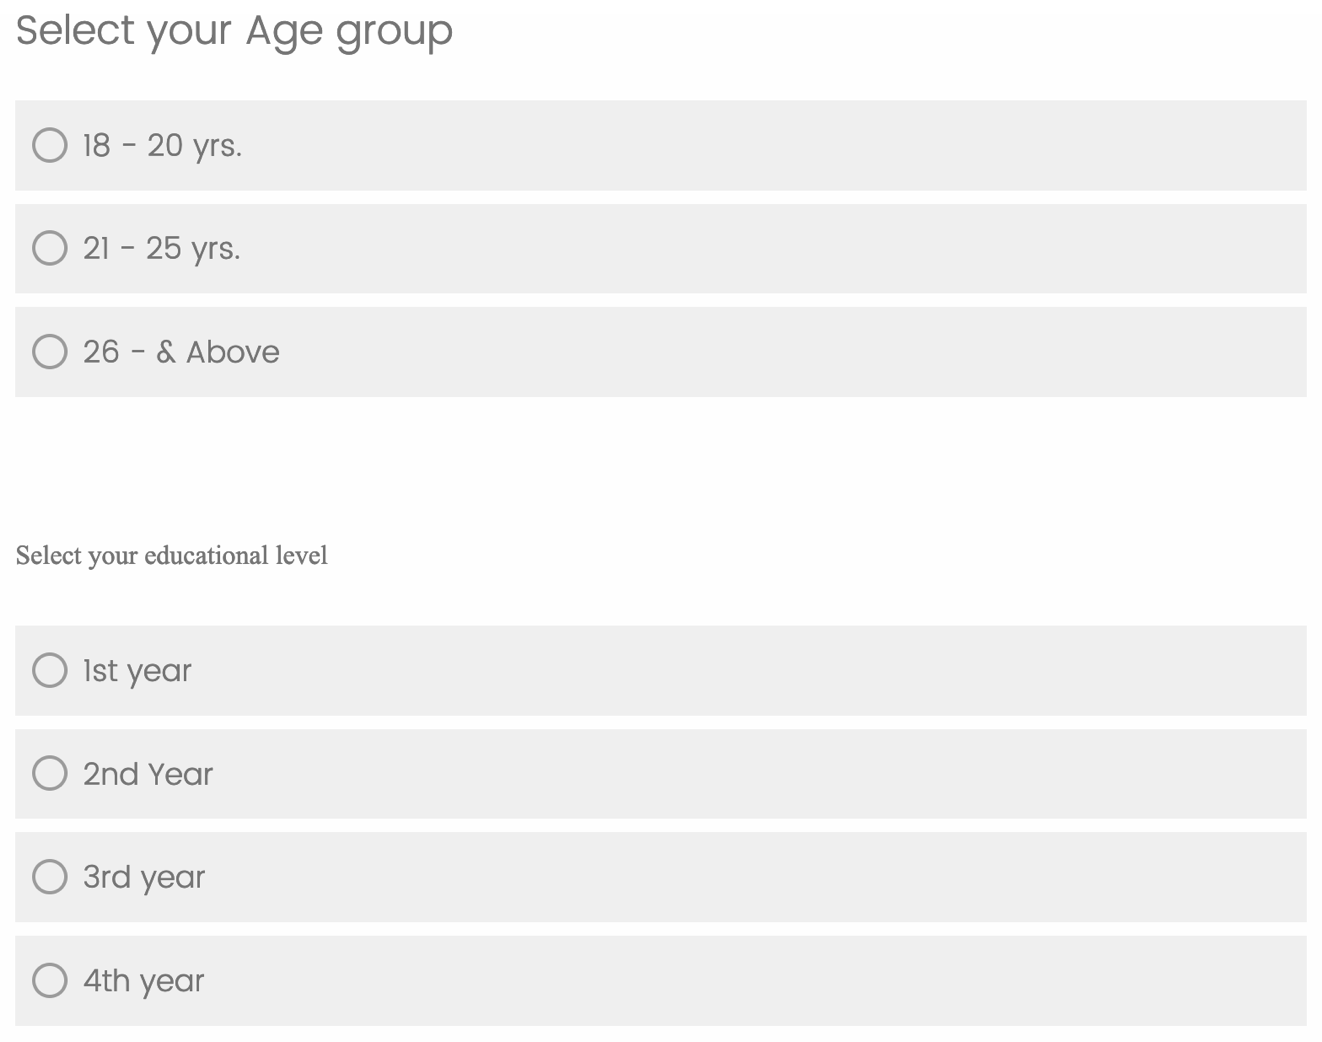 Select your Age group
18 - 20 yrs.
21 - 25 yrs.
26 - & Above
Select your educational level
1st year
2nd Year
3rd year
4th year